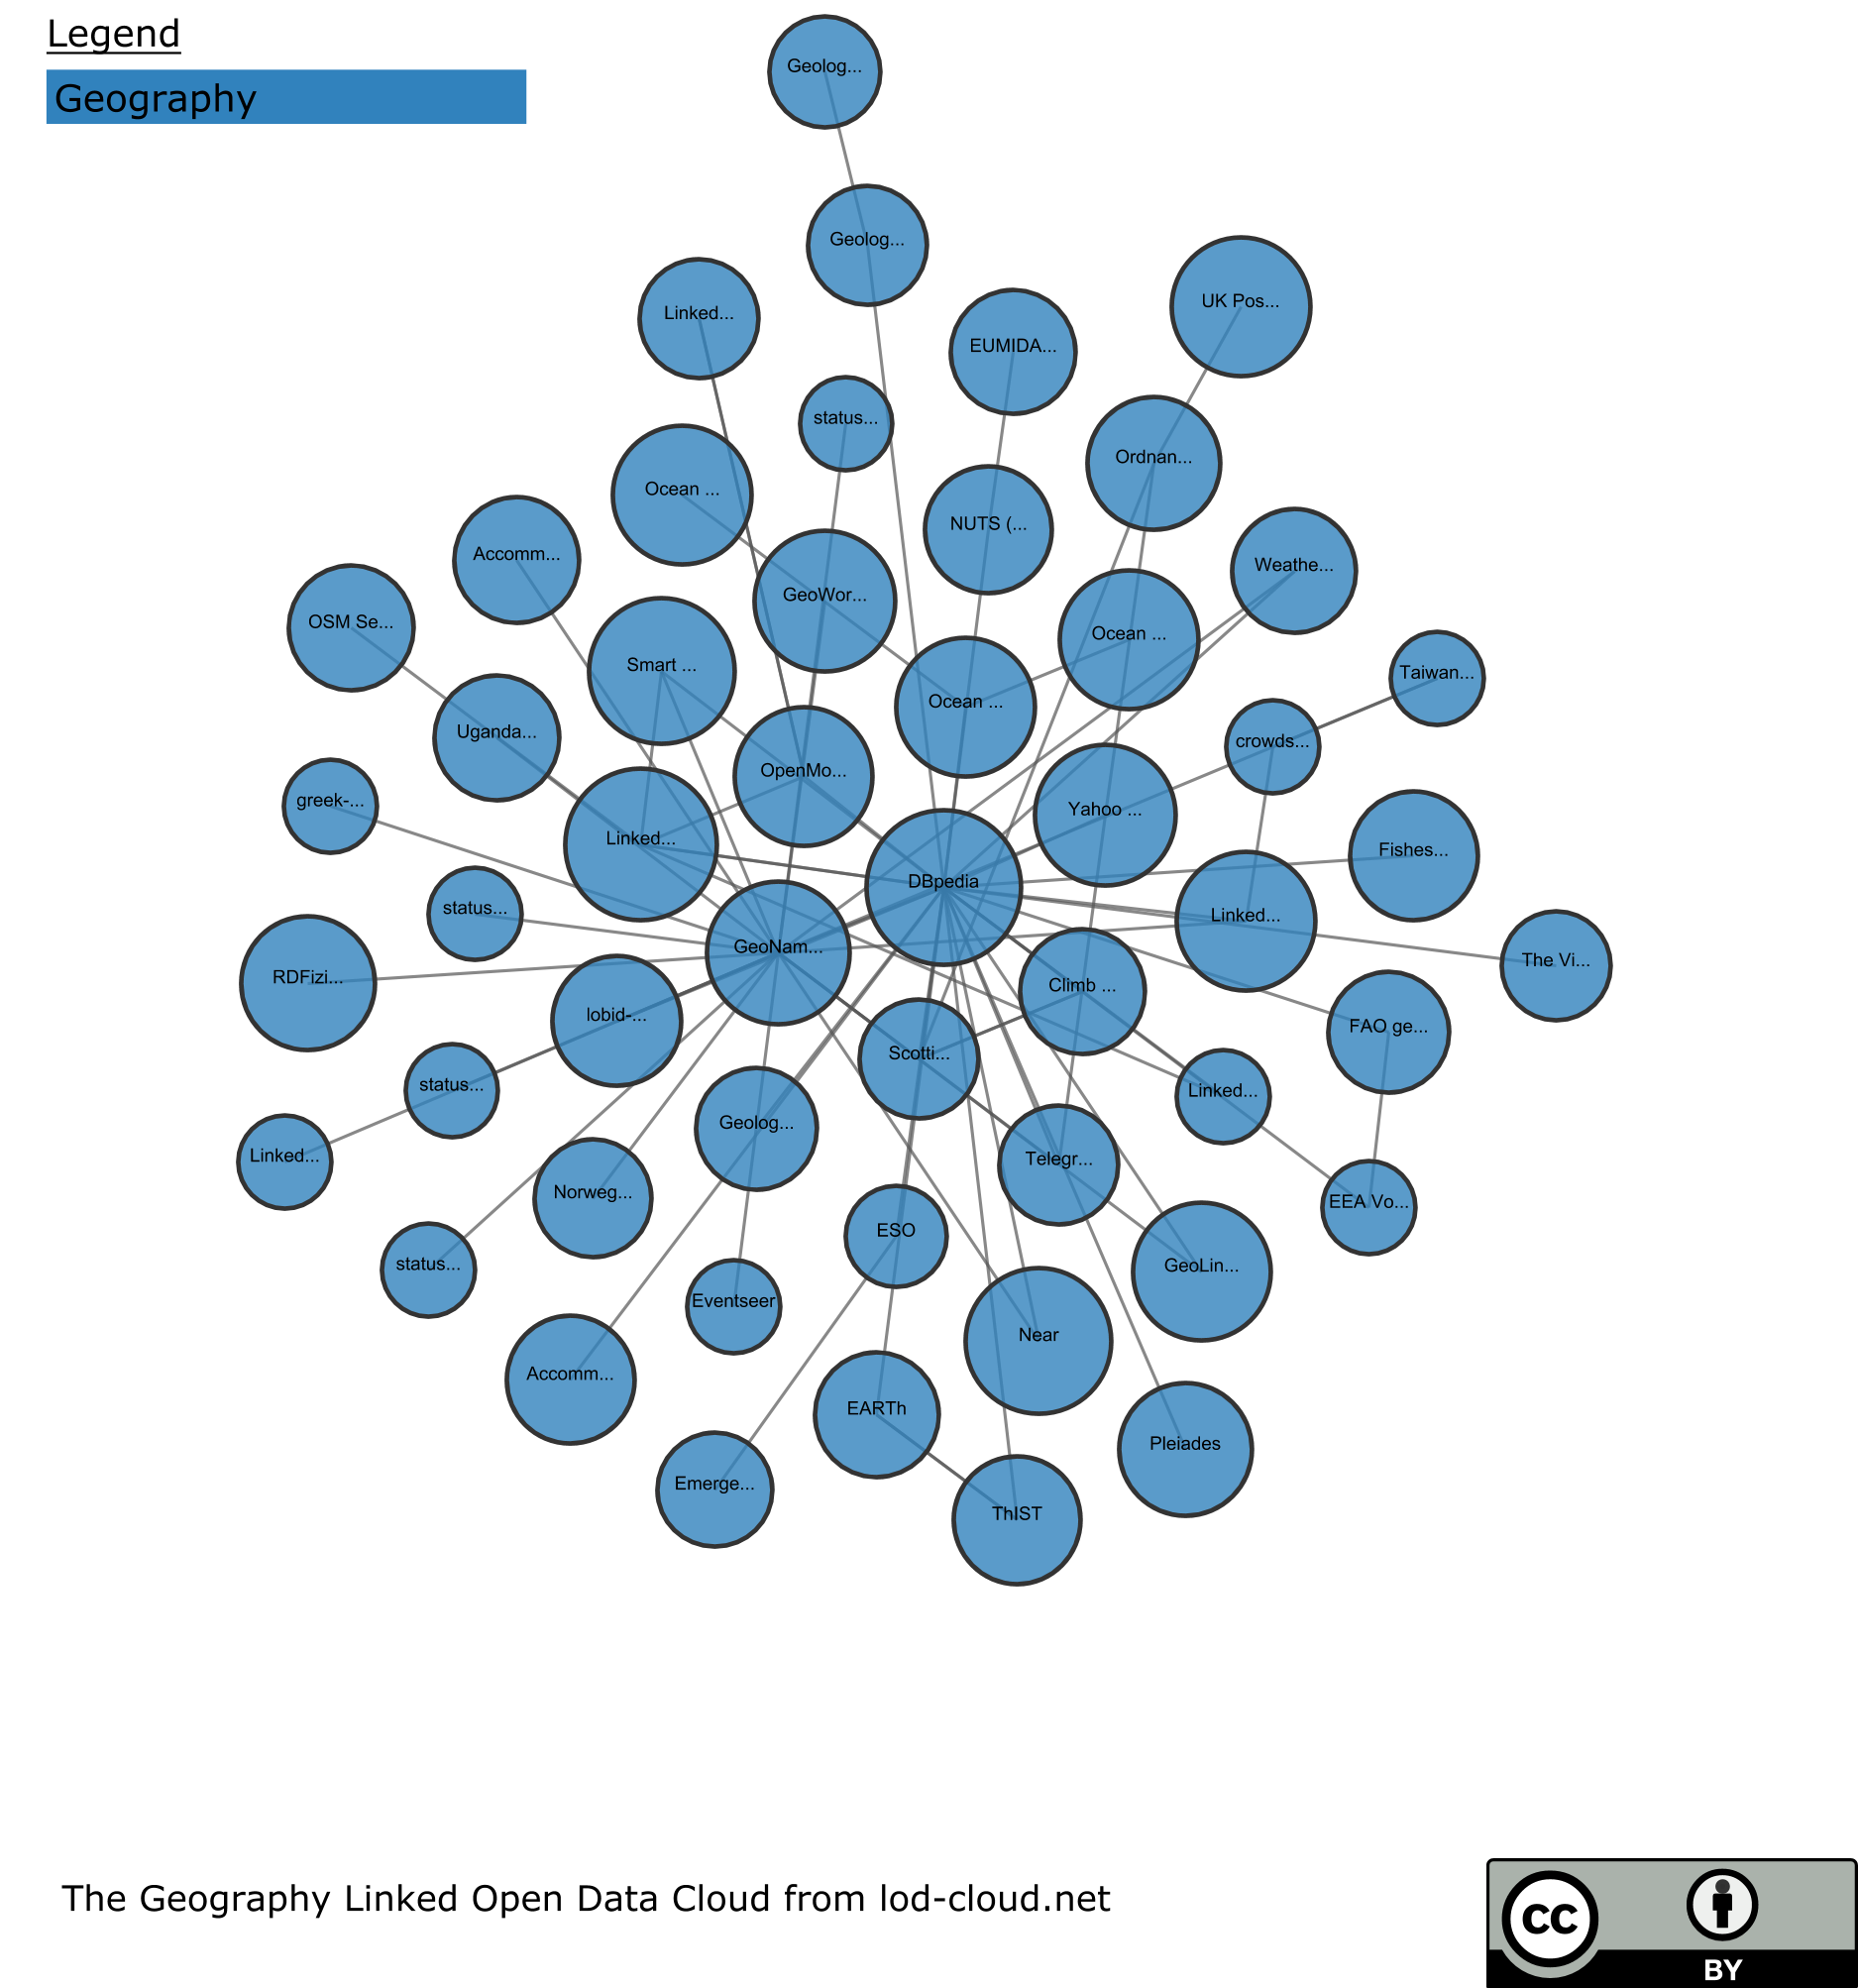 Legend
Geography
Geolog...
Geolog...
UK Pos...
Linked...
EUMIDA...
status...
Ordnan...
Ocean ...
NUTS (...
Accomm...
Weathe...
GeoWor...
OSM Se...
Ocean ...
Smart ...
Taiwan...
Ocean ...
Uganda...
crowds...
OpenMo...
greek-...
Yahoo ...
Linked...
Fishes...
DBpedia
status...
Linked...
GeoNam...
The Vi...
RDFizi...
Climb ...
lobid-...
FAO ge...
Scotti...
status...
Linked...
Geolog...
Linked...
Telegr...
Norweg...
EEA Vo...
ESO
status...
GeoLin...
Eventseer
Near
Accomm...
EARTh
Pleiades
Emerge...
ThIST
The Geography Linked Open Data Cloud from lod-cloud.net
cc
BY